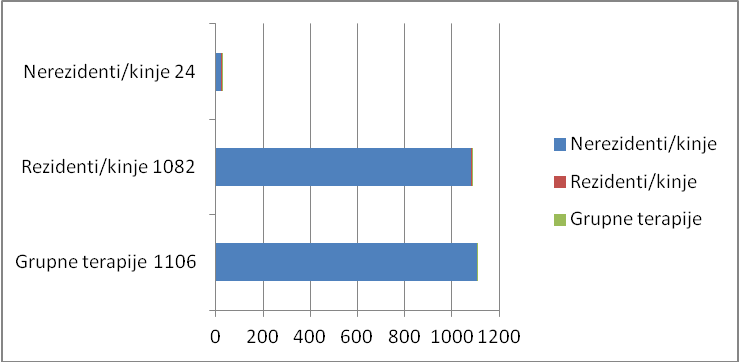 Nerezidenti/kinje 24
Rezidenti/kinje 1082
Grupne terapije 1106
0 200 400 600 800 1000 1200
Nerezidenti/kinje
Rezidenti/kinje
Grupne terapije